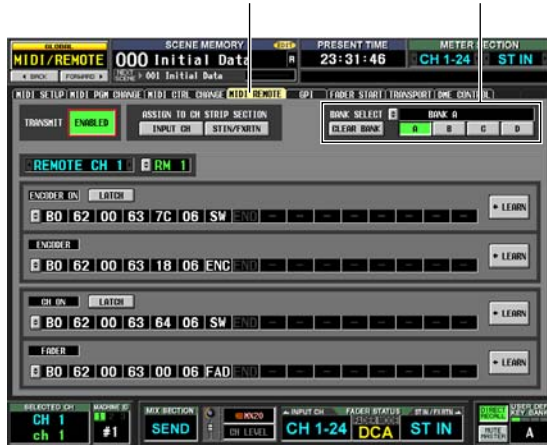 GLOBAL
MIDI/REMOTE
BACK FORWARD
SCENE MEMORY EDIT
000 Initial Data R
NEXT SCENE 001 Initial Data
PRESENT TIME
23:31:46
METER SECTION
CH 1-24 ST IN
MIDI SETUP MIDI PGM CHANGE MIDI CTRL CHANGE MIDI REMOTE GPI FADER START TRANSPORT DME CONTROL
TRANSMIT ENABLED
ASSIGN TO CH STRIP SECTION
INPUT CH STIN/FXRTN
BANK SELECT BANK A
CLEAR BANK A B C D
REMOTE CH 1 RM 1
ENCODER ON LATCH
B0 62 00 63 7C 06 SW END - - - - - - - LEARN
ENCODER
B0 62 00 63 18 06 ENC END - - - - - - - LEARN
CH ON LATCH
B0 62 00 63 64 06 SW END - - - - - - - LEARN
FADER
B0 62 00 63 00 06 FAD END - - - - - - - LEARN
SELECTED CH
CH 1
ch 1
MACHINE ID
#1
MIX SECTION
SEND
MIX20
CH LEVEL
INPUT CH FADER STATUS STIN/FXRTN
CH 1-24
FADER MODE
DCA
ST IN
DIRECT RECALL
MUTE MASTER
USER DEF KEY BANK
A